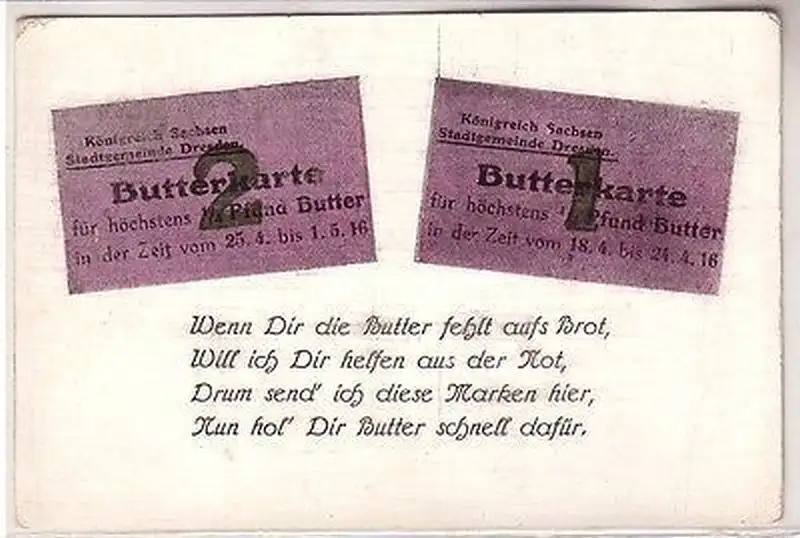 Königreich Sachsen
Stadtgemeinde Dresden.
2
Butterkarte
für höchstens Pfund Butter
in der Zeit vom 25. 4. bis 1. 5. 16
Königreich Sachsen
Stadtgemeinde Dresden.
1
Butterkarte
für höchstens Pfund Butter
in der Zeit vom 18. 4. bis 24. 4. 16
Wenn Dir die Butter fehlt aufs Brot,
Will ich Dir helfen aus der Not,
Drum send' ich diese Marken hier,
Nun hol' Dir Butter schnell dafür.